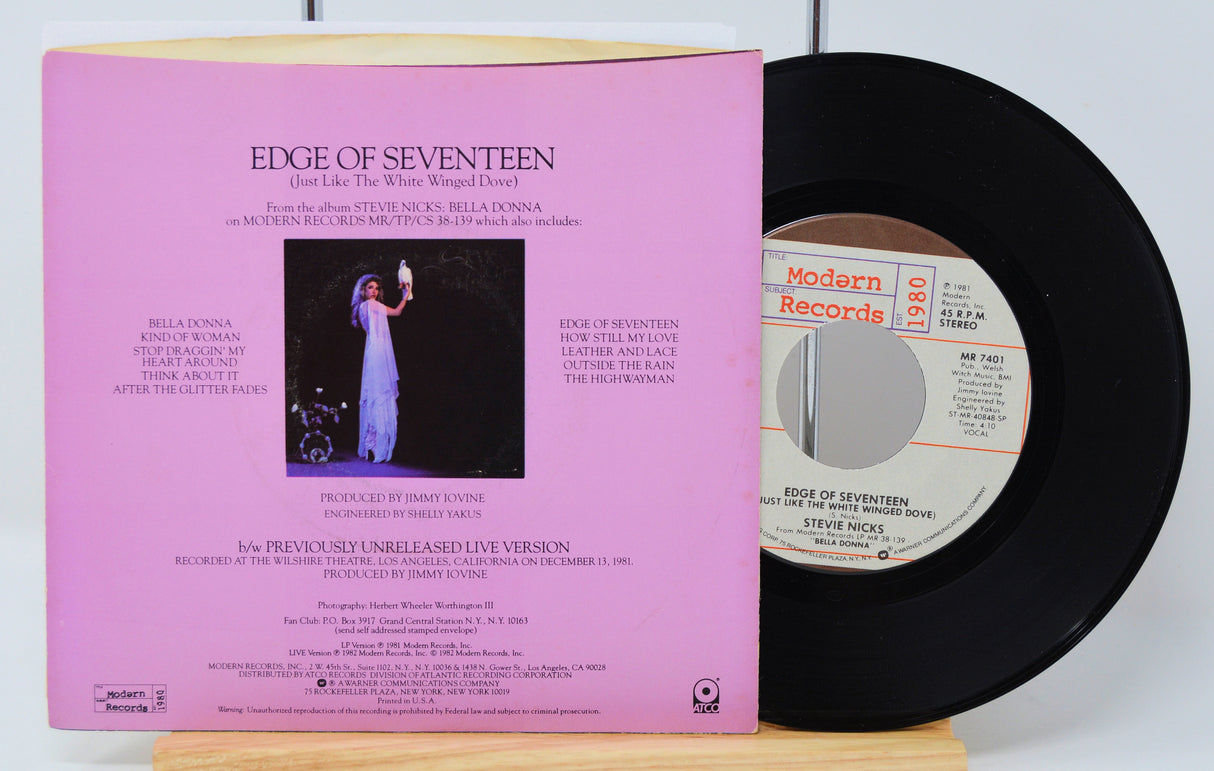 EDGE OF SEVENTEEN
(Just Like The White Winged Dove)
From the album STEVIE NICKS: BELLA DONNA
on MODERN RECORDS MR/TP/CS 38-139 which also includes:
BELLA DONNA
KIND OF WOMAN
STOP DRAGGIN' MY
HEART AROUND
THINK ABOUT IT
AFTER THE GLITTER FADES
EDGE OF SEVENTEEN
HOW STILL MY LOVE
LEATHER AND LACE
OUTSIDE THE RAIN
THE HIGHWAYMAN
PRODUCED BY JIMMY IOVINE
ENGINEERED BY SHELLY YAKUS
b/w PREVIOUSLY UNRELEASED LIVE VERSION
RECORDED AT THE WILSHIRE THEATRE, LOS ANGELES, CALIFORNIA ON DECEMBER 13, 1981.
PRODUCED BY JIMMY IOVINE
Photography: Herbert Wheeler Worthington III
Fan Club: P.O. Box 3917 Grand Central Station N.Y., N.Y. 10163
(send self addressed stamped envelope)
LP Version ℗ 1981 Modern Records, Inc.
LIVE Version ℗ 1982 Modern Records, Inc. © 1982 Modern Records, Inc.
MODERN RECORDS, INC., 2 W. 45th St., Suite 1102, N.Y., N.Y. 10036 & 1438 N. Gower St., Los Angeles, CA 90028
DISTRIBUTED BY ATCO RECORDS DIVISION OF ATLANTIC RECORDING CORPORATION
® A WARNER COMMUNICATIONS COMPANY
75 ROCKEFELLER PLAZA, NEW YORK, NEW YORK 10019
Printed in U.S.A.
Warning: Unauthorized reproduction of this recording is prohibited by Federal law and subject to criminal prosecution.
Modərn
Records
1980
ATCO
TITLE:
Modərn
SUBJECT:
Records
EST
1980
℗ 1981
Modern
Records, Inc.
45 R.P.M.
STEREO
MR 7401
Pub., Welsh
Witch Music, BMI
Produced by
Jimmy Iovine
Engineered by
Shelly Yakus
ST-MR-40848-SP
Time: 4:10
VOCAL
EDGE OF SEVENTEEN
JUST LIKE THE WHITE WINGED DOVE)
(S. Nicks)
STEVIE NICKS
From Modern Records LP MR 38-139
"BELLA DONNA"
CORP 75 ROCKEFELLER PLAZA, N.Y., N.Y. ® A WARNER COMMUNICATIONS COMPANY